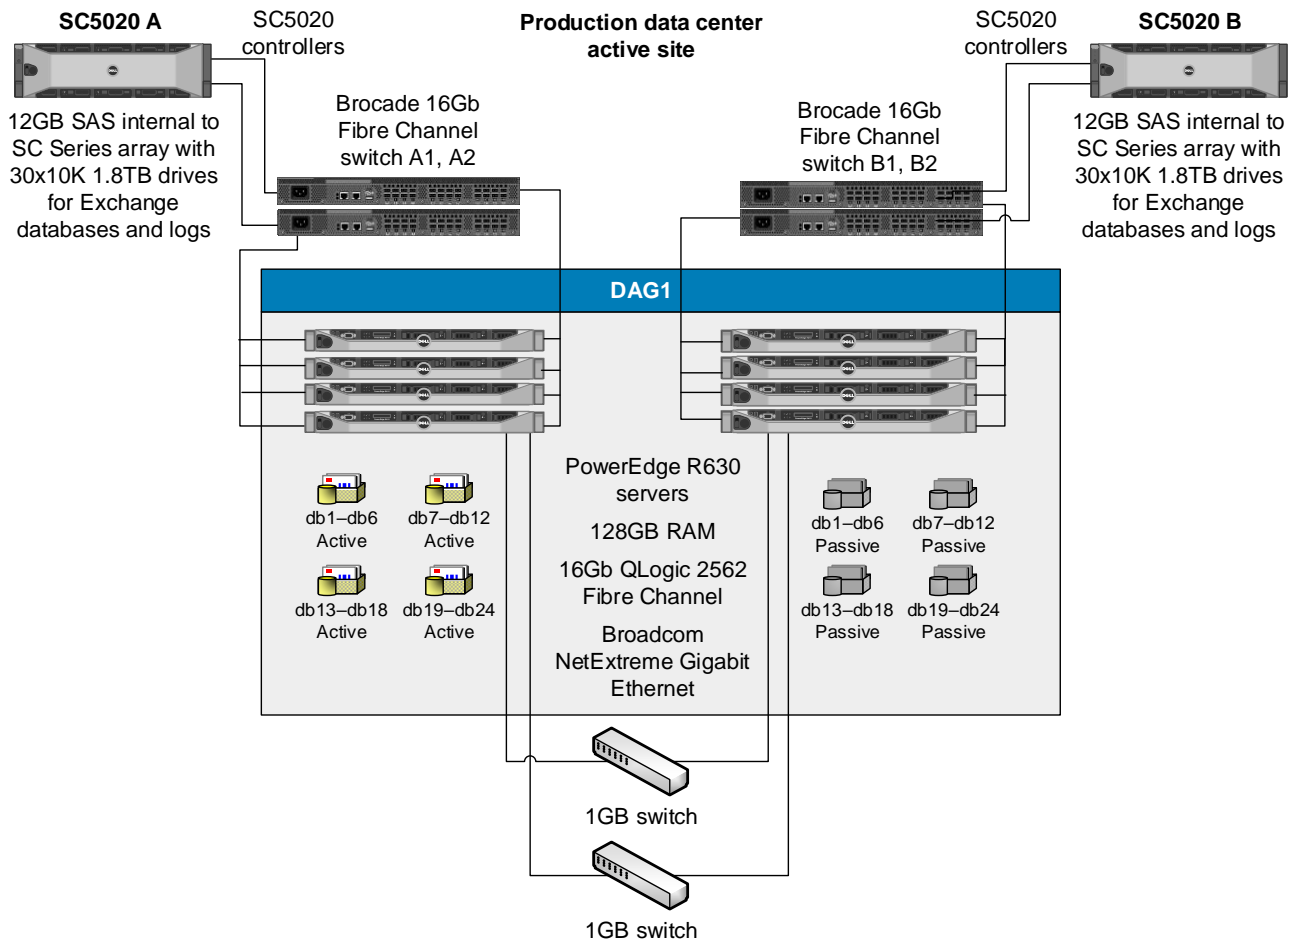 SC5020 A
SC5020
controllers
Production data center
active site
SC5020
controllers
SC5020 B
12GB SAS internal to
SC Series array with
30x10K 1.8TB drives
for Exchange
databases and logs
Brocade 16Gb
Fibre Channel
switch A1, A2
Brocade 16Gb
Fibre Channel
switch B1, B2
12GB SAS internal to
SC Series array with
30x10K 1.8TB drives
for Exchange
databases and logs
DAG1
PowerEdge R630
servers
128GB RAM
16Gb QLogic 2562
Fibre Channel
Broadcom
NetExtreme Gigabit
Ethernet
db1–db6
Active
db7–db12
Active
db13–db18
Active
db19–db24
Active
db1–db6
Passive
db7–db12
Passive
db13–db18
Passive
db19–db24
Passive
1GB switch
1GB switch